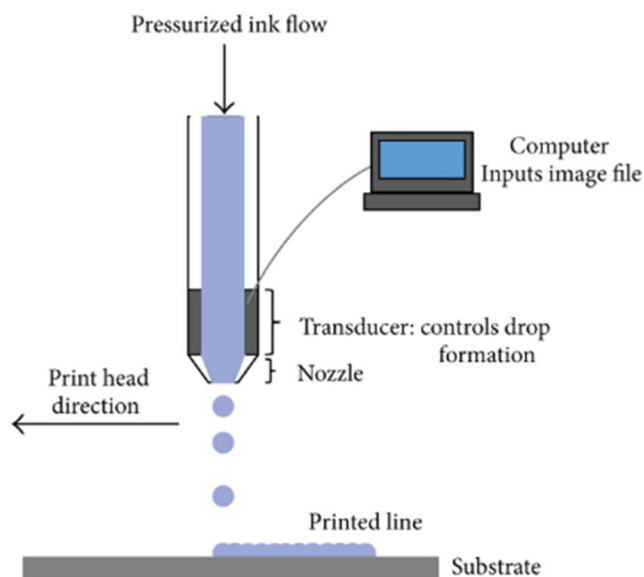 Pressurized ink flow
Computer
Inputs image file
Transducer: controls drop
formation
Nozzle
Print head
direction
Printed line
Substrate